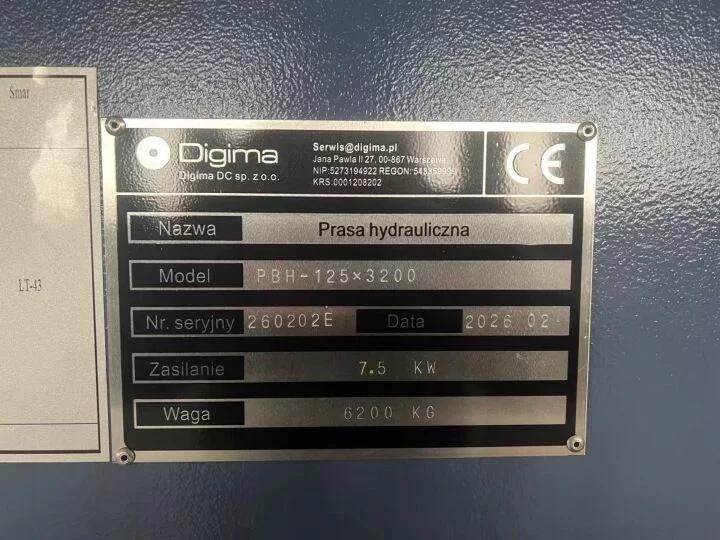 Smar
LT-43
Digima
Digima DC sp. z o.o.
Serwis@digima.pl
Jana Pawla II 27, 00-867 Warszawa
NIP:5273194922 REGON:543359999
KRS:0001208202
CE
Nazwa Prasa hydrauliczna
Model PBH-125×3200
Nr. seryjny 260202E Data 2026 02
Zasilanie 7.5 KW
Waga 6200 KG